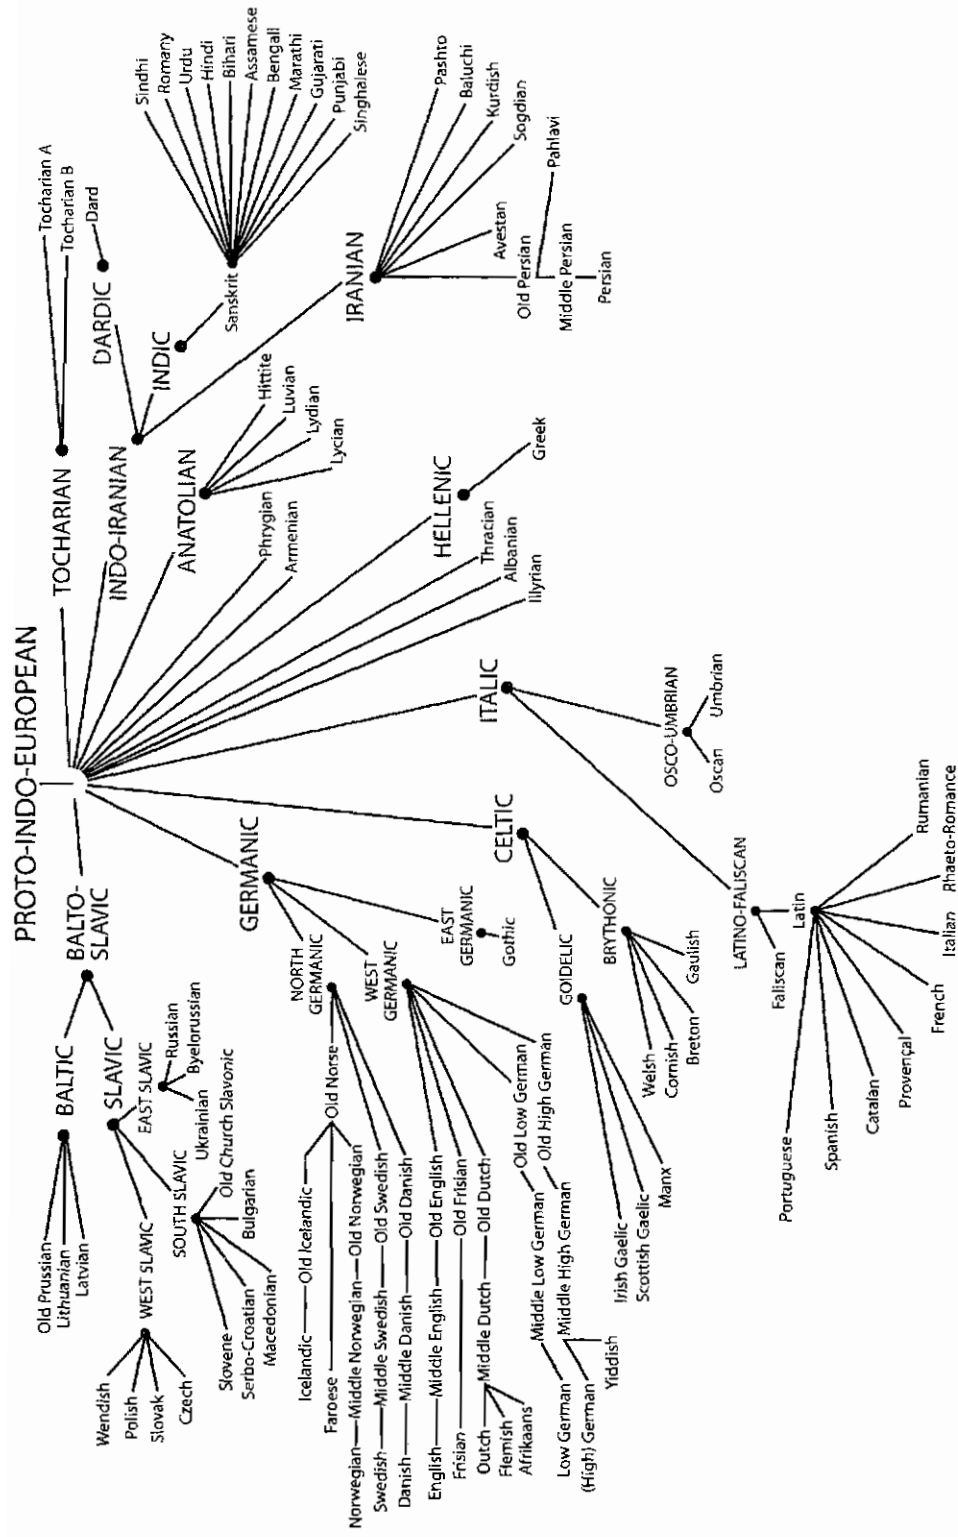 PROTO-INDO-EUROPEAN
BALTO-
SLAVIC
BALTIC
Old Prussian
Lithuanian
Latvian
SLAVIC
EAST SLAVIC
Russian
Byelorussian
Ukrainian
WEST SLAVIC
Wendish
Polish
Slovak
Czech
SOUTH SLAVIC
Old Church Slavonic
Bulgarian
Macedonian
Serbo-Croatian
Slovene
GERMANIC
NORTH
GERMANIC
Old Norse
Icelandic
Old Icelandic
Faroese
Norwegian
Middle Norwegian
Old Norwegian
Swedish
Middle Swedish
Old Swedish
Danish
Middle Danish
Old Danish
WEST
GERMANIC
English
Middle English
Old English
Frisian
Old Frisian
Dutch
Flemish
Afrikaans
Middle Dutch
Old Dutch
Low German
Middle Low German
Old Low German
(High) German
Yiddish
Middle High German
Old High German
EAST
GERMANIC
Gothic
CELTIC
GOIDELIC
Irish Gaelic
Scottish Gaelic
Manx
BRYTHONIC
Welsh
Cornish
Breton
Gaulish
ITALIC
LATINO-FALISCAN
Faliscan
Latin
Portuguese
Spanish
Catalan
Provençal
French
Italian
Rhaeto-Romance
Rumanian
OSCO-UMBRIAN
Oscan
Umbrian
Illyrian
Albanian
Thracian
HELLENIC
Greek
Armenian
Phrygian
ANATOLIAN
Hittite
Luvian
Lydian
Lycian
INDO-IRANIAN
DARDIC
Dard
INDIC
Sanskrit
Sindhi
Romany
Urdu
Hindi
Bihari
Assamese
Bengali
Marathi
Gujarati
Punjabi
Singhalese
IRANIAN
Pashto
Baluchi
Kurdish
Sogdian
Avestan
Old Persian
Pahlavi
Middle Persian
Persian
TOCHARIAN
Tocharian A
Tocharian B